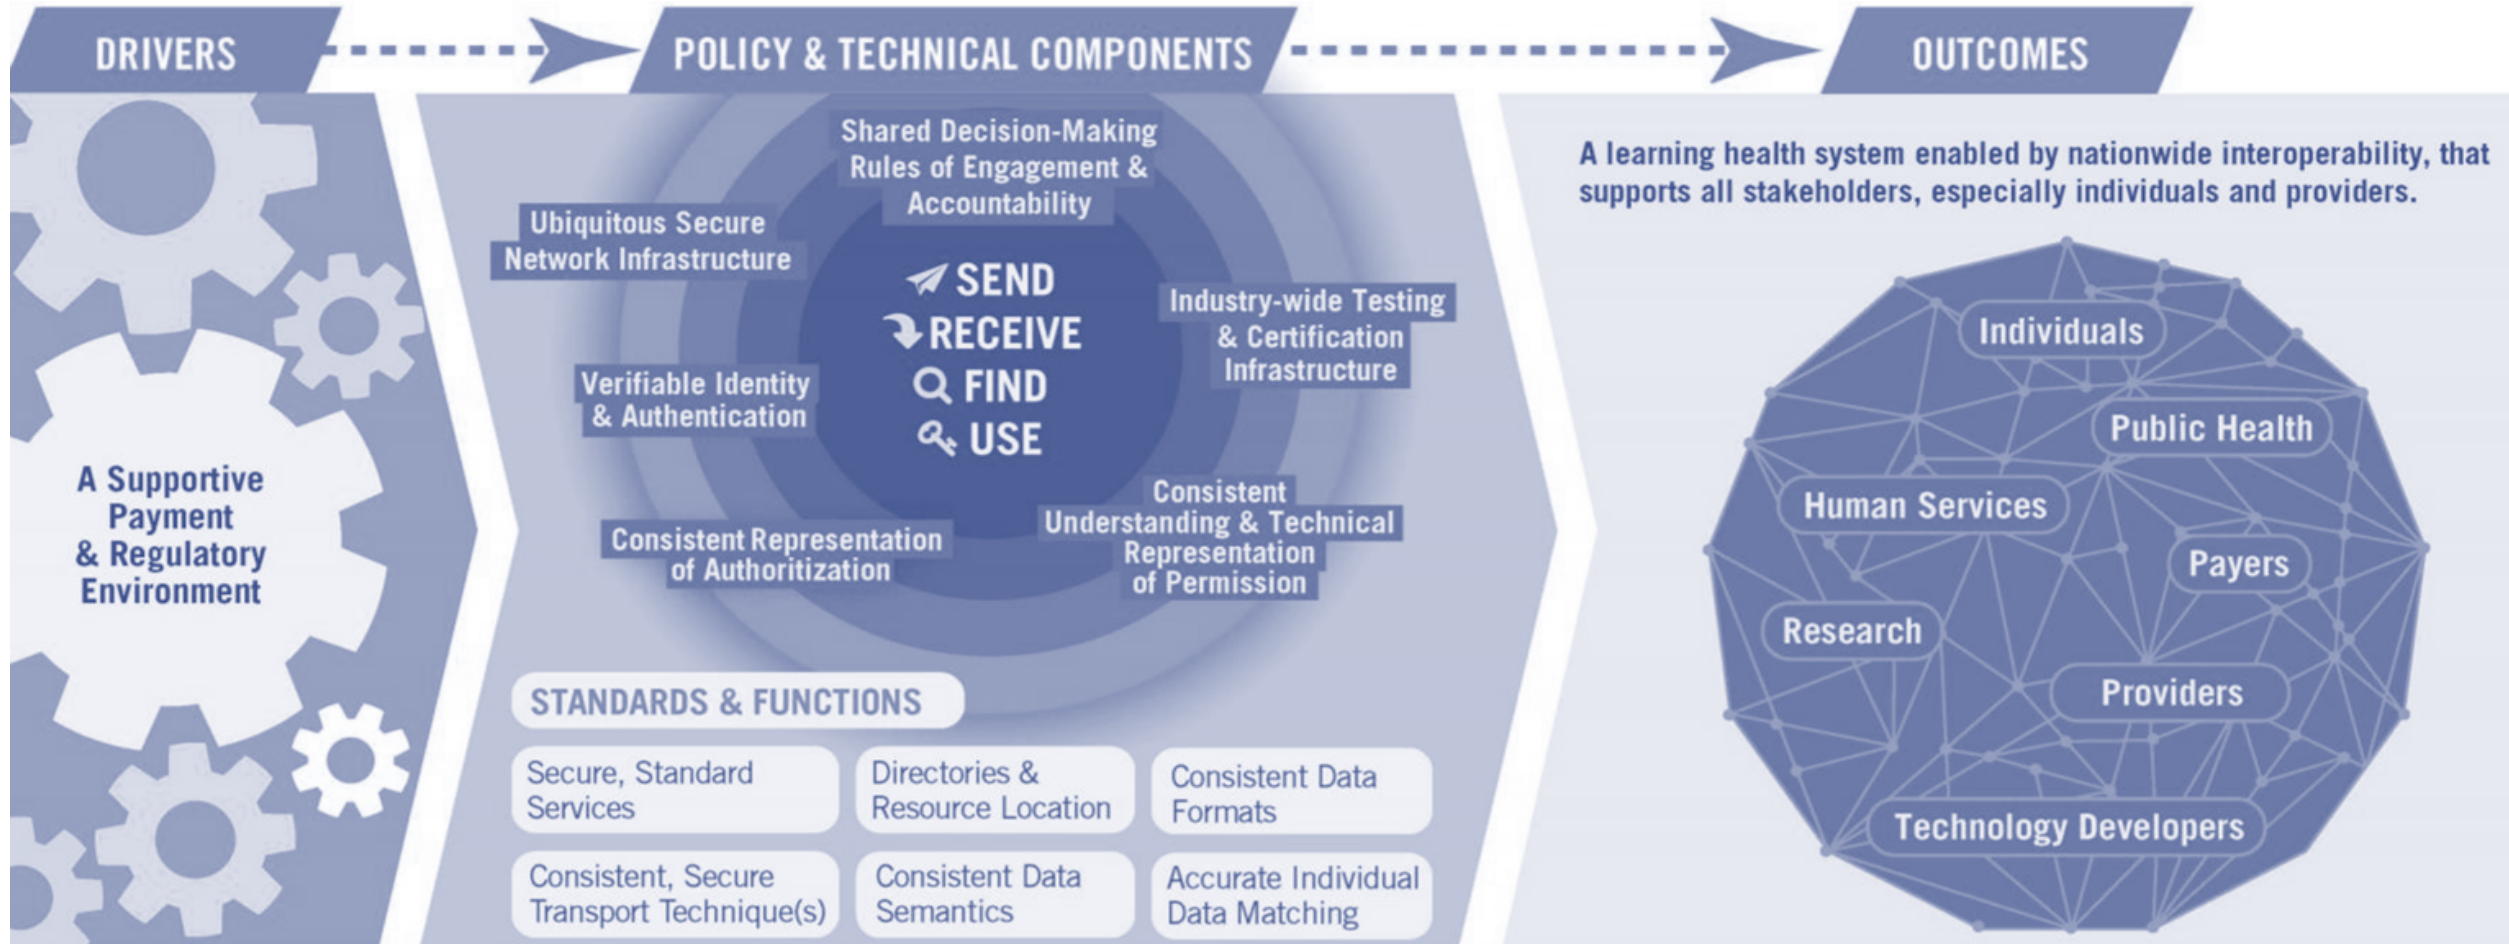 DRIVERS
POLICY & TECHNICAL COMPONENTS
OUTCOMES
A Supportive
Payment
& Regulatory
Environment
Shared Decision-Making
Rules of Engagement &
Accountability
Ubiquitous Secure
Network Infrastructure
SEND
RECEIVE
FIND
USE
Industry-wide Testing
& Certification
Infrastructure
Verifiable Identity
& Authentication
Consistent
Understanding & Technical
Representation
of Permission
Consistent Representation
of Authoritization
STANDARDS & FUNCTIONS
Secure, Standard
Services
Directories &
Resource Location
Consistent Data
Formats
Consistent, Secure
Transport Technique(s)
Consistent Data
Semantics
Accurate Individual
Data Matching
A learning health system enabled by nationwide interoperability, that
supports all stakeholders, especially individuals and providers.
Individuals
Public Health
Human Services
Payers
Research
Providers
Technology Developers